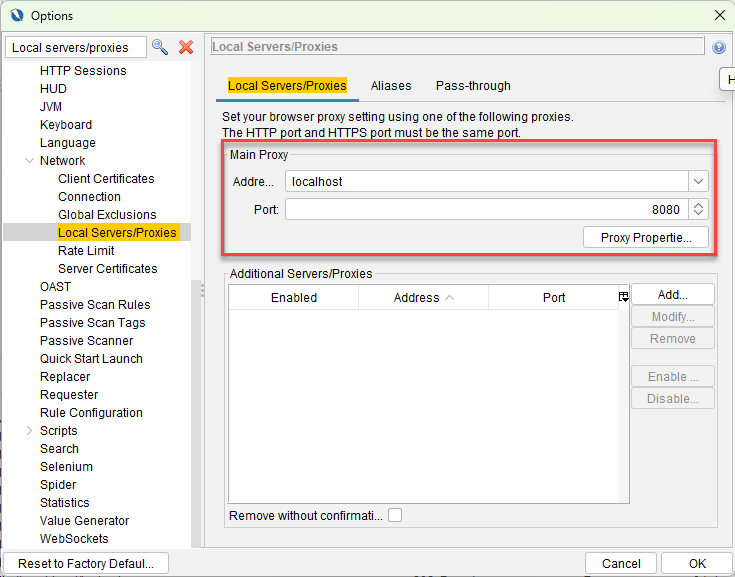 Options
Local servers/proxies
HTTP Sessions
HUD
JVM
Keyboard
Language
Network
Client Certificates
Connection
Global Exclusions
Local Servers/Proxies
Rate Limit
Server Certificates
OAST
Passive Scan Rules
Passive Scan Tags
Passive Scanner
Quick Start Launch
Replacer
Requester
Rule Configuration
Scripts
Search
Selenium
Spider
Statistics
Value Generator
WebSockets
Local Servers/Proxies
H
Local Servers/Proxies Aliases Pass-through
Set your browser proxy setting using one of the following proxies.
The HTTP port and HTTPS port must be the same port.
Main Proxy
Addre... localhost
Port: 8080
Proxy Propertie...
Additional Servers/Proxies
Enabled Address Port
Add...
Modify...
Remove
Enable ...
Disable...
Remove without confirmati...
Reset to Factory Defaul... Cancel OK